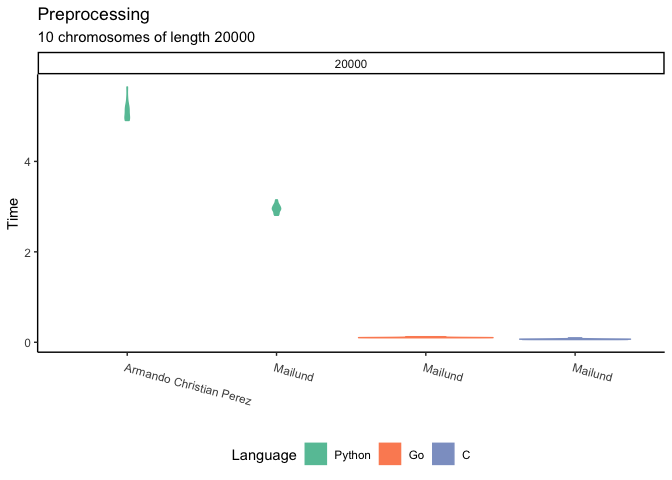 Preprocessing
10 chromosomes of length 20000
20000
4
2
0
Time
Armando Christian Perez
Mailund
Mailund
Mailund
Language Python Go C